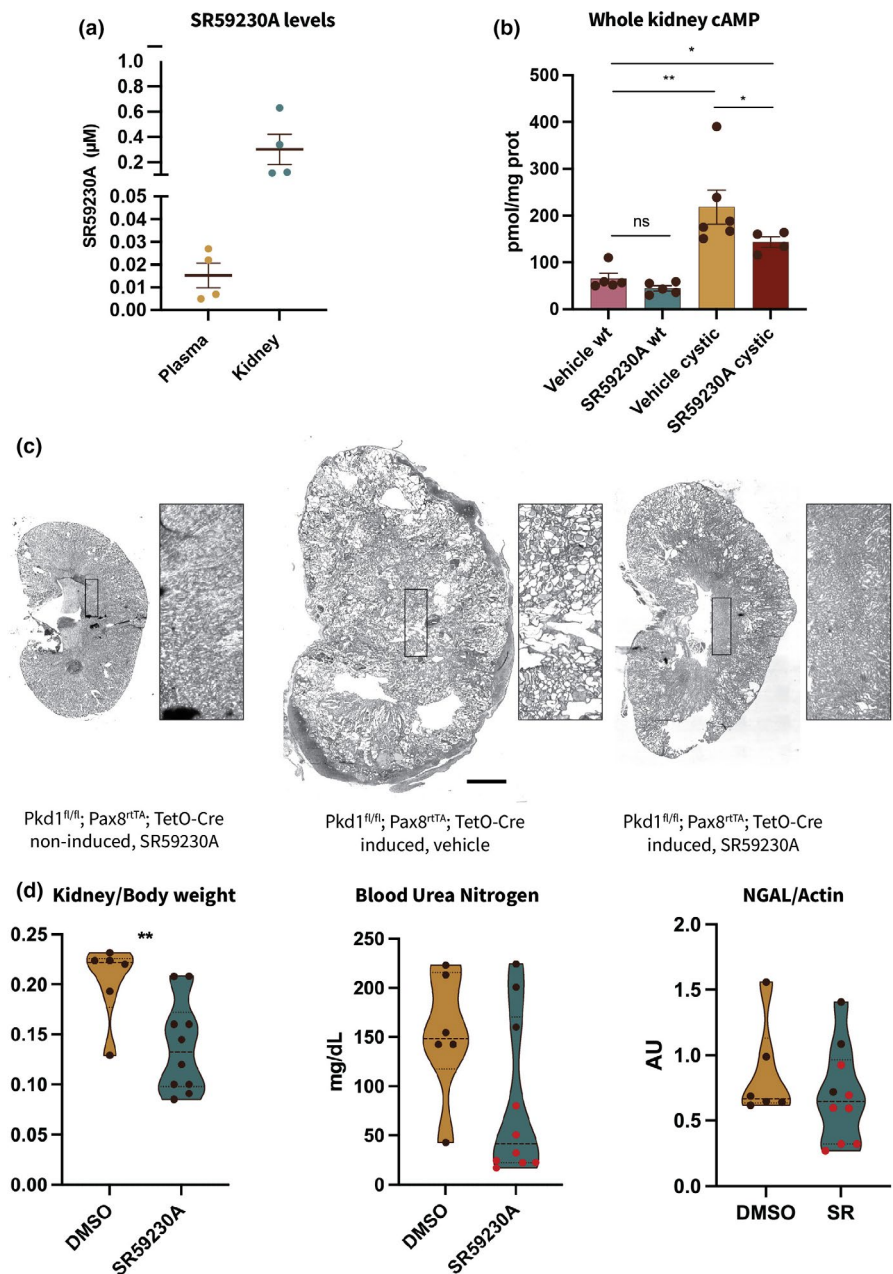 (a)
SR59230A levels
SR59230A (µM)
1.0
0.8
0.6
0.4
0.2
0.05
0.04
0.03
0.02
0.01
0.00
Plasma
Kidney
(b)
Whole kidney cAMP
pmol/mg prot
500
400
300
200
100
0
*
**
*
ns
Vehicle wt
SR59230A wt
Vehicle cystic
SR59230A cystic
(c)
Pkd1fl/fl; Pax8rtTA; TetO-Cre
non-induced, SR59230A
Pkd1fl/fl; Pax8rtTA; TetO-Cre
induced, vehicle
Pkd1fl/fl; Pax8rtTA; TetO-Cre
induced, SR59230A
(d)
Kidney/Body weight
0.25
0.20
0.15
0.10
0.05
0.00
**
DMSO
SR59230A
Blood Urea Nitrogen
mg/dL
250
200
150
100
50
0
DMSO
SR59230A
NGAL/Actin
AU
2.0
1.5
1.0
0.5
0.0
DMSO
SR